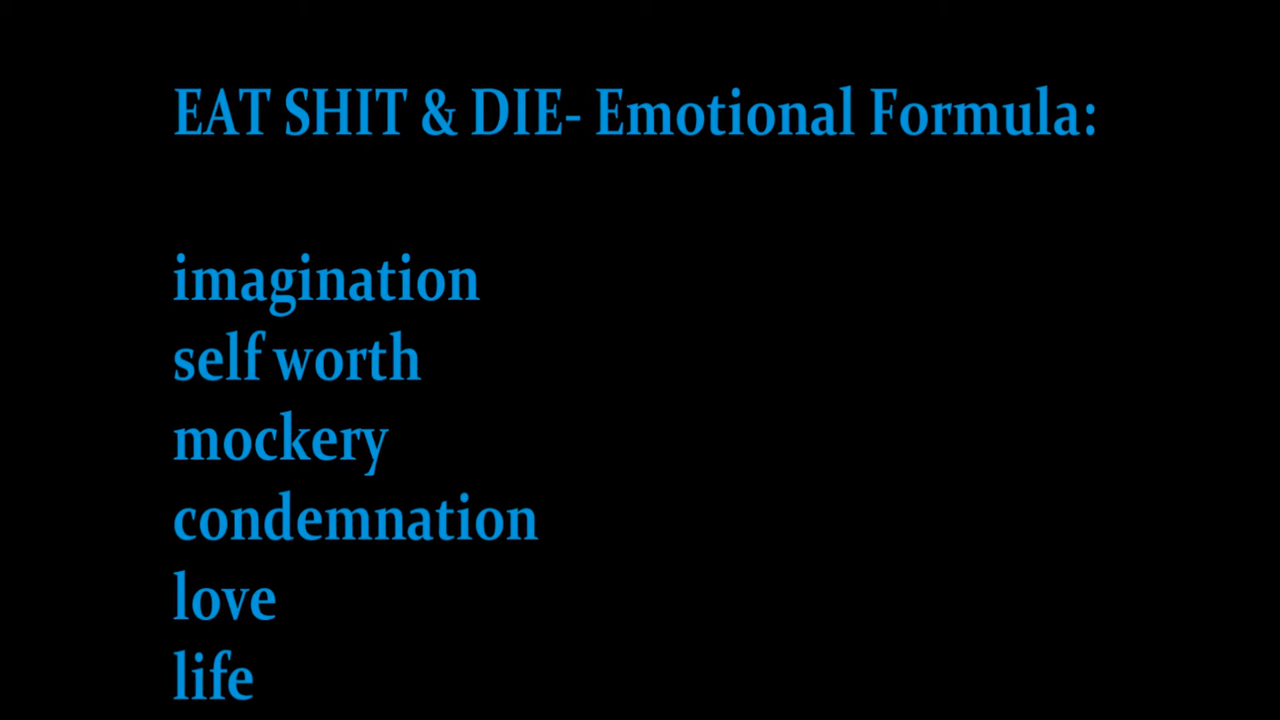 EAT SHIT & DIE- Emotional Formula:
imagination
self worth
mockery
condemnation
love
life